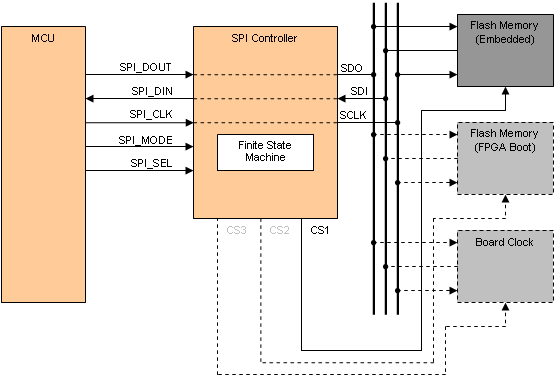 MCU
SPI Controller
Flash Memory
(Embedded)
SPI_DOUT
SDO
SPI_DIN
SDI
SPI_CLK
SCLK
SPI_MODE
SPI_SEL
Finite State
Machine
Flash Memory
(FPGA Boot)
CS3
CS2
CS1
Board Clock